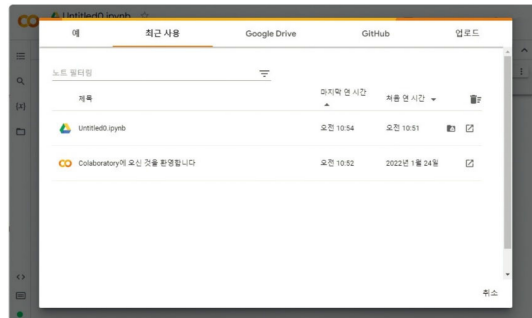 Untitled0.ipynb
예 최근 사용 Google Drive GitHub 업로드
노트 필터링
제목 마지막 연 시간 처음 연 시간
Untitled0.ipynb 오전 10:54 오전 10:51
Colaboratory에 오신 것을 환영합니다 오전 10:52 2022년 1월 24일
취소